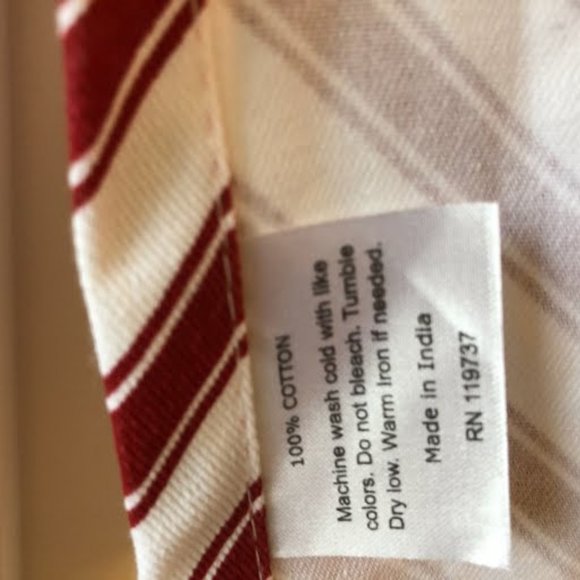 100% COTTON
Machine wash cold with like
colors. Do not bleach. Tumble
Dry low. Warm Iron if needed.
Made in India
RN 119737